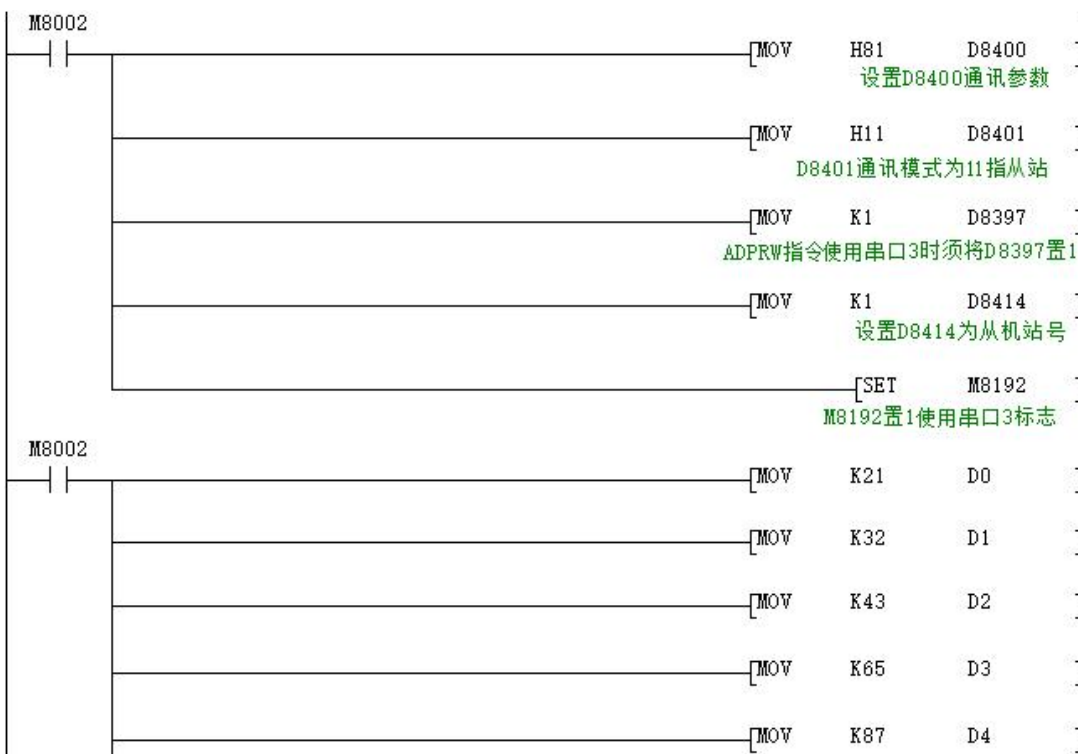 M8002
MOV H81 D8400
设置D8400通讯参数
MOV H11 D8401
D8401通讯模式为11指从站
MOV K1 D8397
ADPRW指令使用串口3时须将D8397置1
MOV K1 D8414
设置D8414为从机站号
SET M8192
M8192置1使用串口3标志
M8002
MOV K21 D0
MOV K32 D1
MOV K43 D2
MOV K65 D3
MOV K87 D4